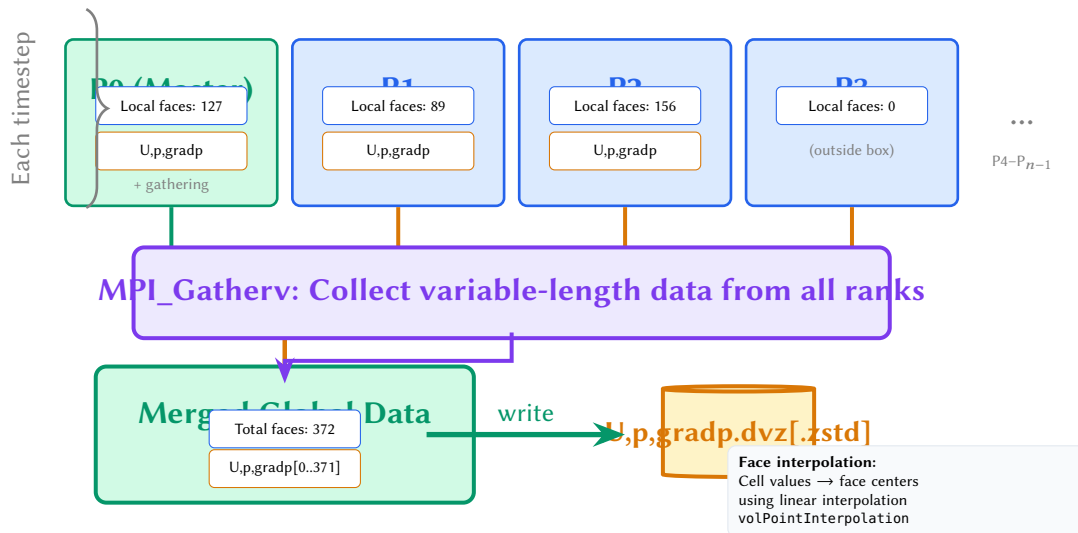 Each timestep
P0 (Master)
Local faces: 127
U,p,gradp
+ gathering
P1
Local faces: 89
U,p,gradp
P2
Local faces: 156
U,p,gradp
P3
Local faces: 0
(outside box)
...
P4–Pn−1
MPI_Gatherv: Collect variable-length data from all ranks
Merged Global Data
Total faces: 372
U,p,gradp[0..371]
write
U,p,gradp.dvz[.zstd]
Face interpolation:
Cell values → face centers
using linear interpolation
volPointInterpolation